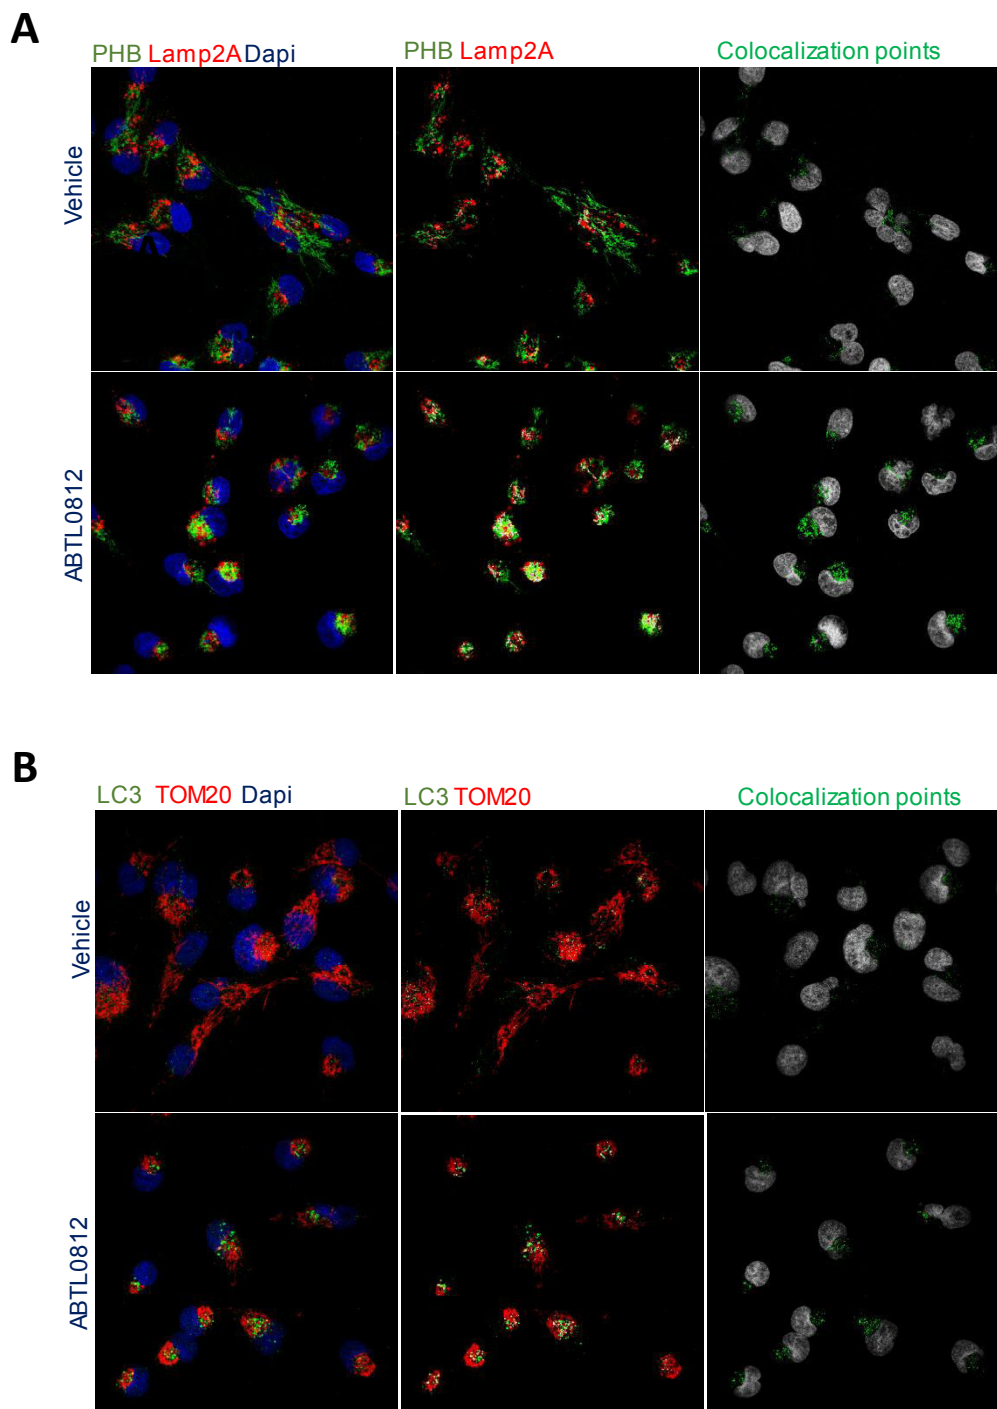 A
PHB Lamp2A Dapi
PHB Lamp2A
Colocalization points
Vehicle
ABTL0812
B
LC3 TOM20 Dapi
LC3 TOM20
Colocalization points
Vehicle
ABTL0812